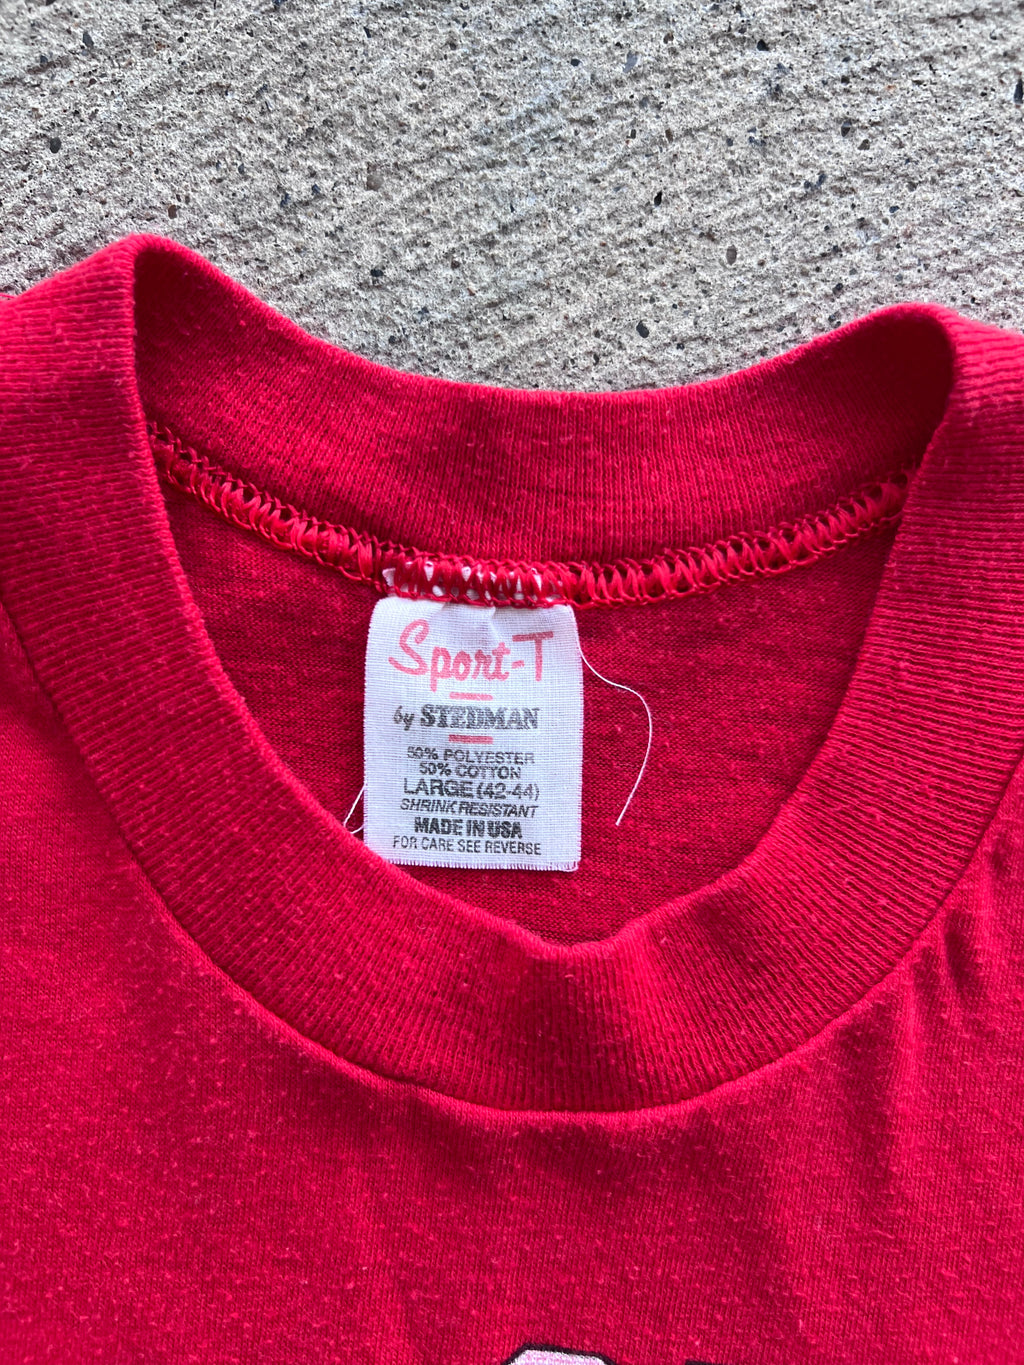 Sport-T
by STEDMAN
50% POLYESTER
50% COTTON
LARGE (42-44)
SHRINK RESISTANT
MADE IN USA
FOR CARE SEE REVERSE